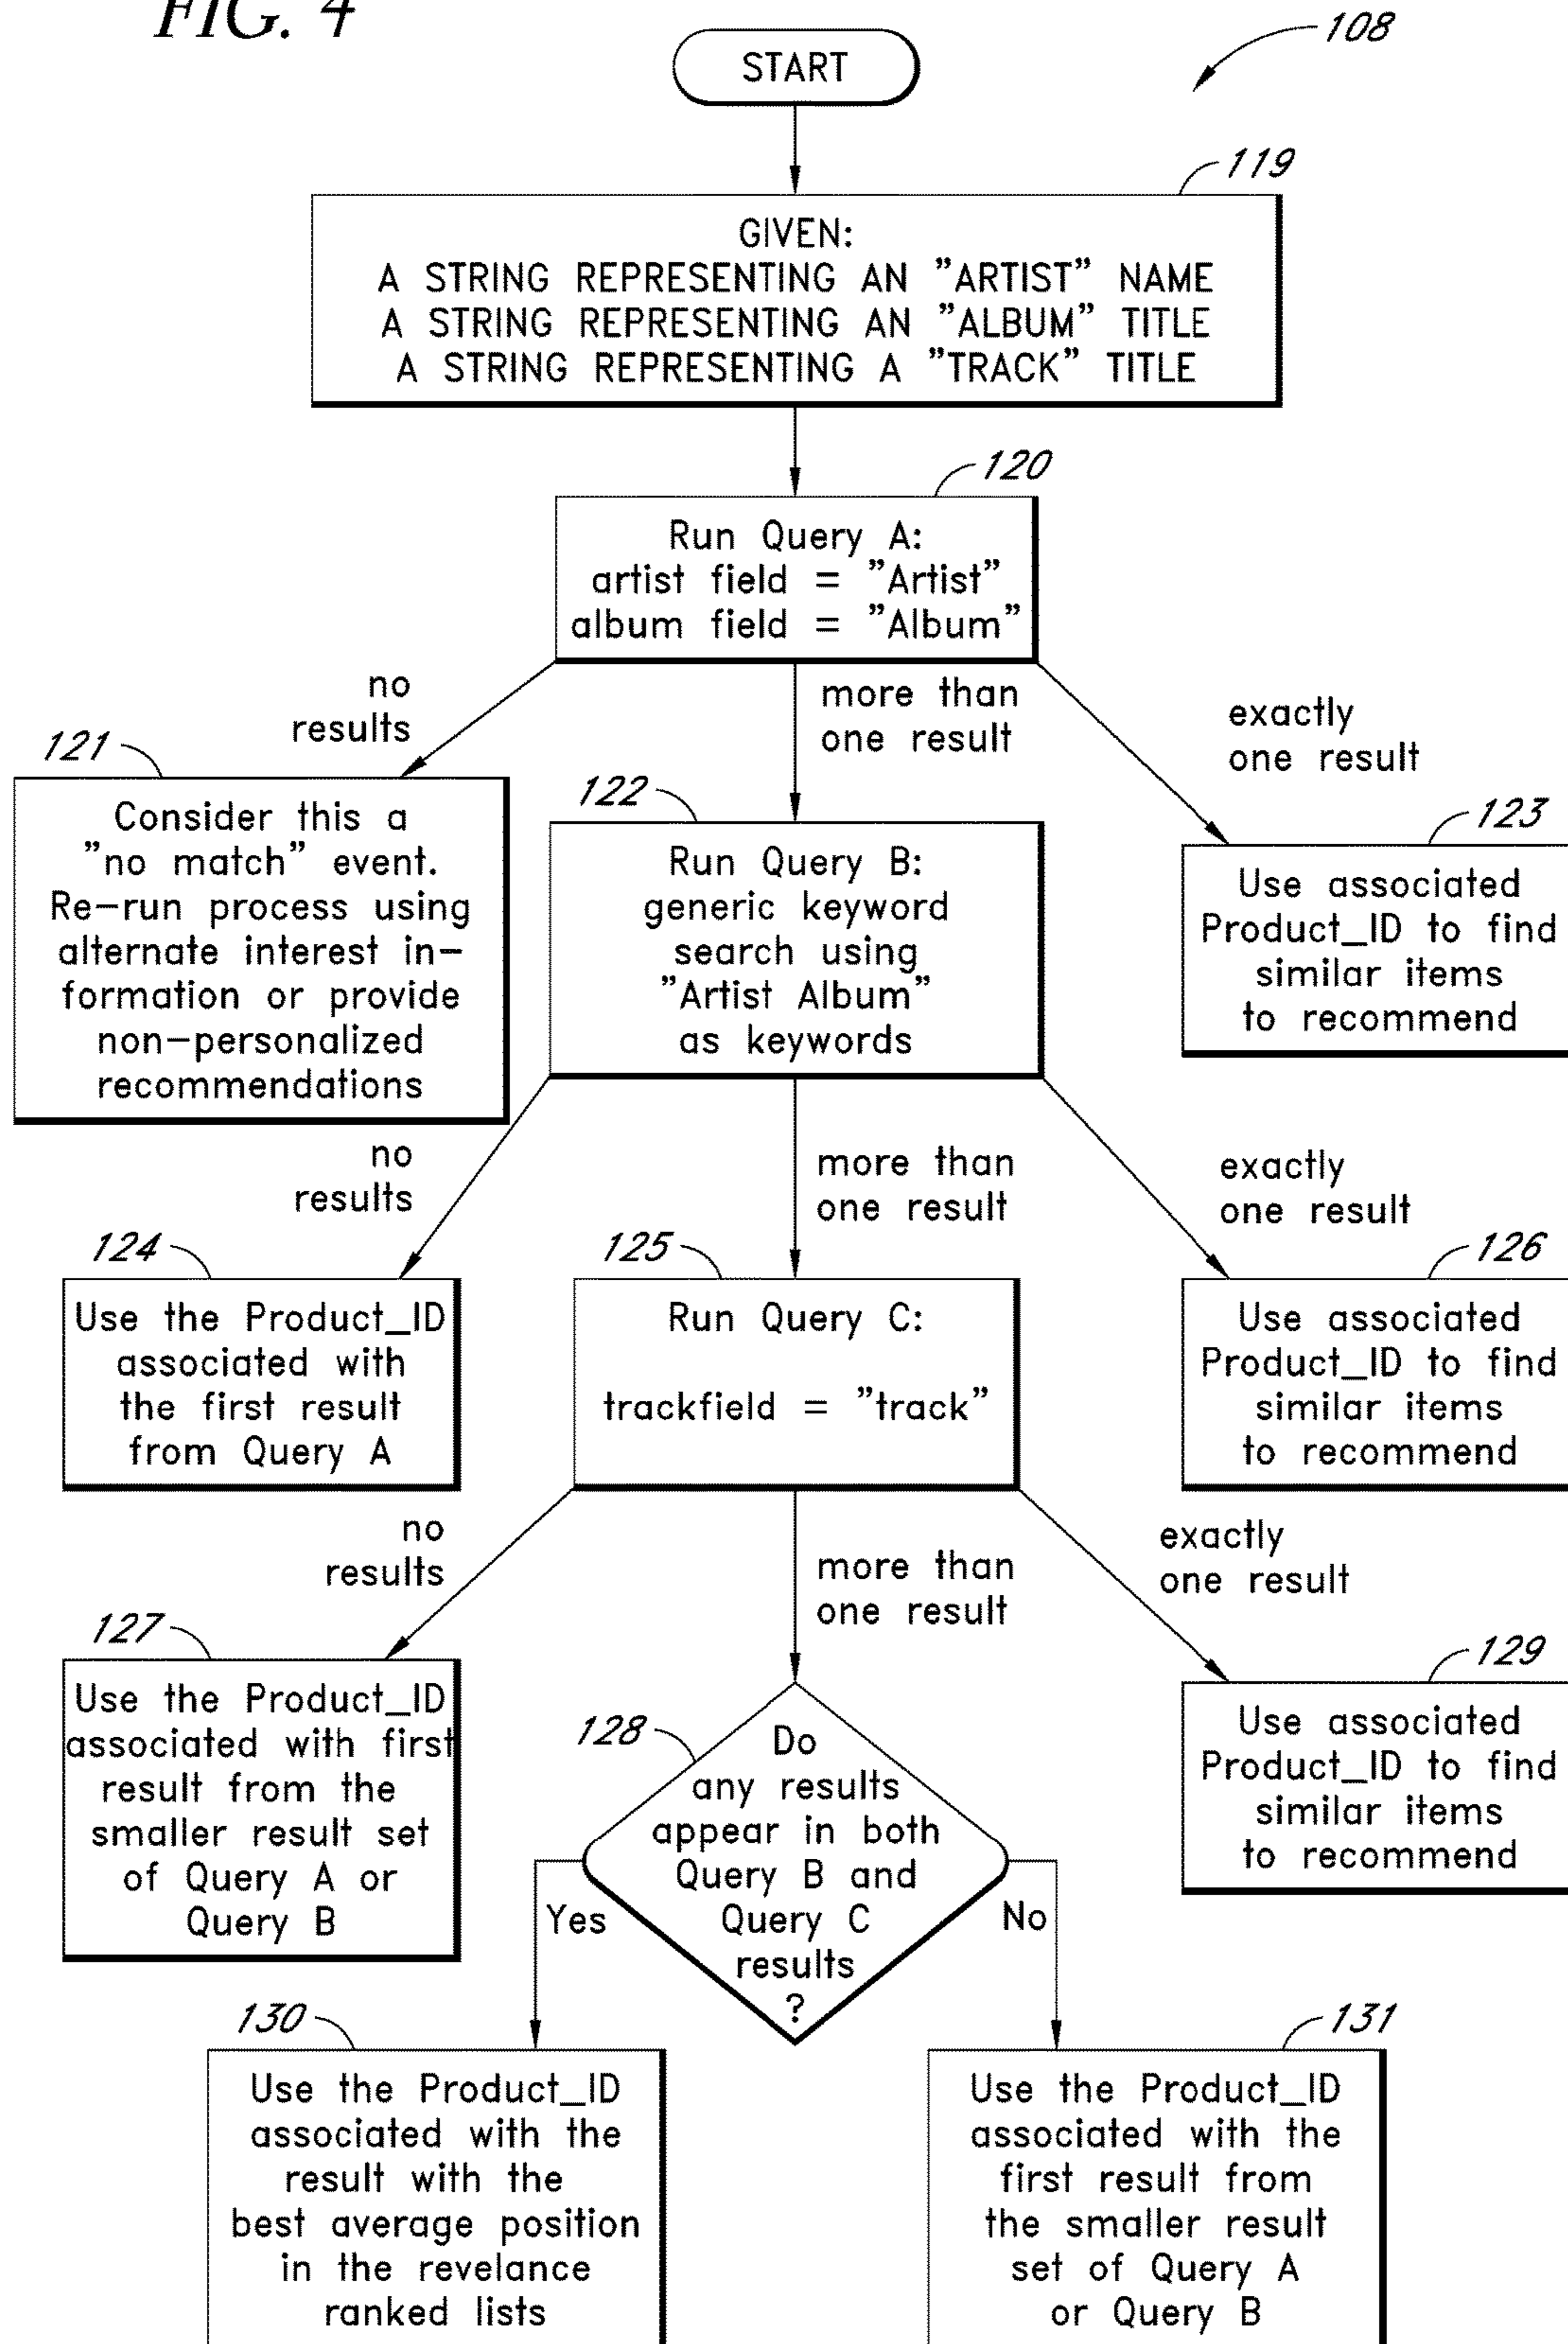 FIG. 4
108
START
119
GIVEN:
A STRING REPRESENTING AN ”ARTIST” NAME
A STRING REPRESENTING AN ”ALBUM” TITLE
A STRING REPRESENTING A ”TRACK” TITLE
120
Run Query A:
artist field = ”Artist”
album field = ”Album”
no
results
more than
one result
exactly
one result
121
Consider this a
”no match” event.
Re-run process using
alternate interest in-
formation or provide
non-personalized
recommendations
122
Run Query B:
generic keyword
search using
”Artist Album”
as keywords
123
Use associated
Product_ID to find
similar items
to recommend
no
results
more than
one result
exactly
one result
124
Use the Product_ID
associated with
the first result
from Query A
125
Run Query C:
trackfield = ”track”
126
Use associated
Product_ID to find
similar items
to recommend
no
results
more than
one result
exactly
one result
127
Use the Product_ID
associated with first
result from the
smaller result set
of Query A or
Query B
128
Do
any results
appear in both
Query B and
Query C
results
?
Yes
No
129
Use associated
Product_ID to find
similar items
to recommend
130
Use the Product_ID
associated with the
result with the
best average position
in the revelance
ranked lists
131
Use the Product_ID
associated with the
first result from
the smaller result
set of Query A
or Query B